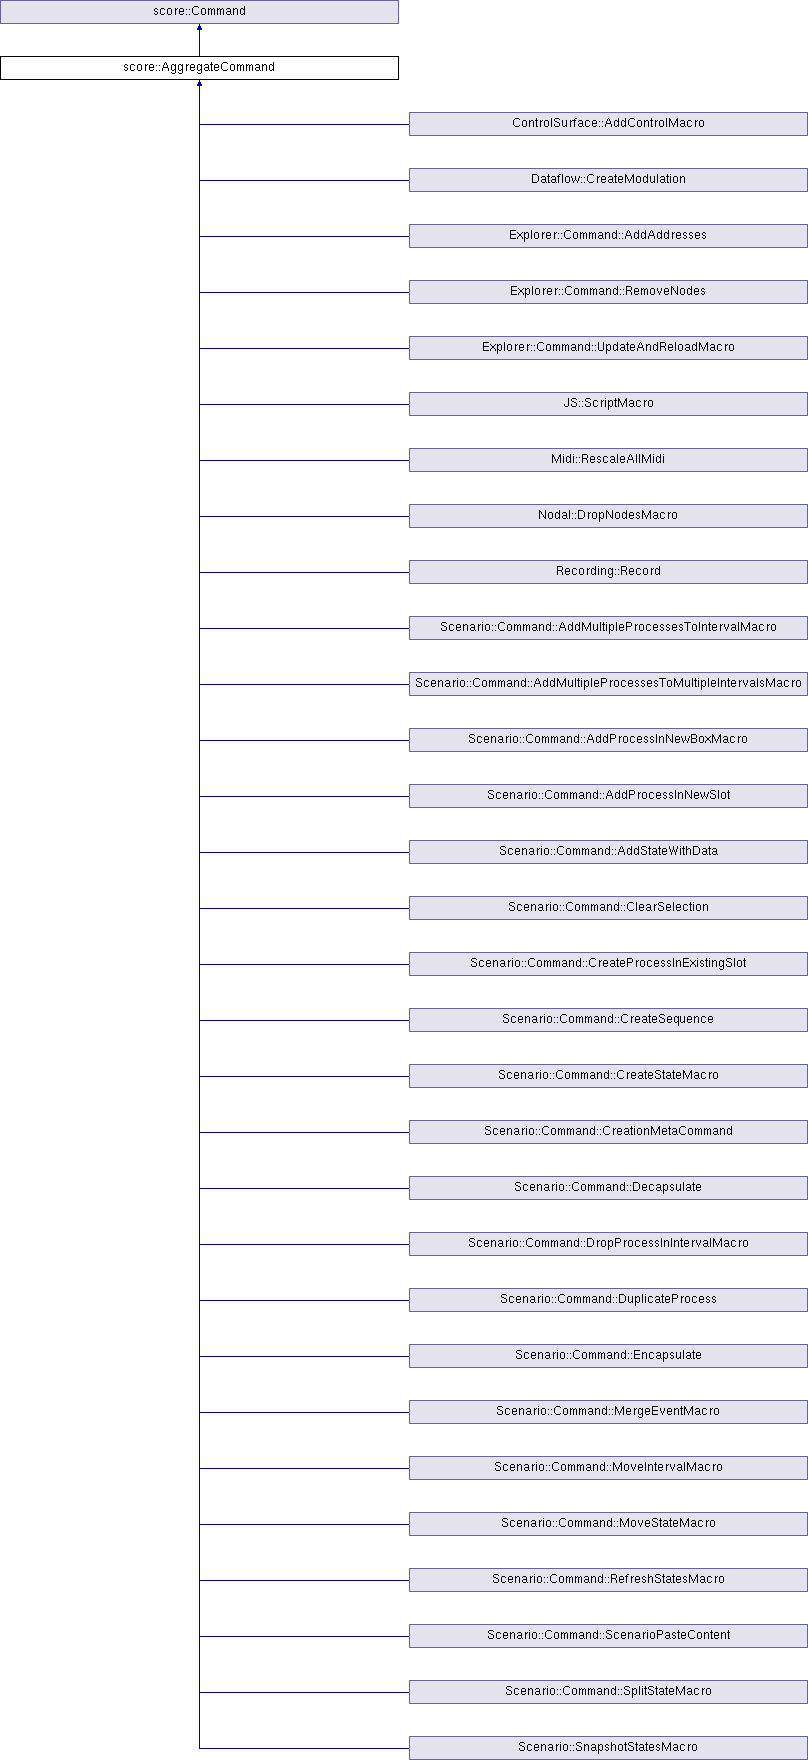 score::Command
score::AggregateCommand
ControlSurface::AddControlMacro
Dataflow::CreateModulation
Explorer::Command::AddAddresses
Explorer::Command::RemoveNodes
Explorer::Command::UpdateAndReloadMacro
JS::ScriptMacro
Midi::RescaleAllMidi
Nodal::DropNodesMacro
Recording::Record
Scenario::Command::AddMultipleProcessesToIntervalMacro
Scenario::Command::AddMultipleProcessesToMultipleIntervalsMacro
Scenario::Command::AddProcessInNewBoxMacro
Scenario::Command::AddProcessInNewSlot
Scenario::Command::AddStateWithData
Scenario::Command::ClearSelection
Scenario::Command::CreateProcessInExistingSlot
Scenario::Command::CreateSequence
Scenario::Command::CreateStateMacro
Scenario::Command::CreationMetaCommand
Scenario::Command::Decapsulate
Scenario::Command::DropProcessInIntervalMacro
Scenario::Command::DuplicateProcess
Scenario::Command::Encapsulate
Scenario::Command::MergeEventMacro
Scenario::Command::MoveIntervalMacro
Scenario::Command::MoveStateMacro
Scenario::Command::RefreshStatesMacro
Scenario::Command::ScenarioPasteContent
Scenario::Command::SplitStateMacro
Scenario::SnapshotStatesMacro